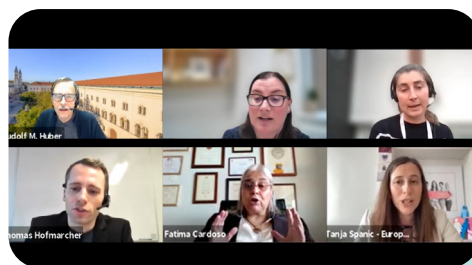 udolf M. Huber
homas Hofmarcher
Fatima Cardoso
Tanja Spanic - Europ...